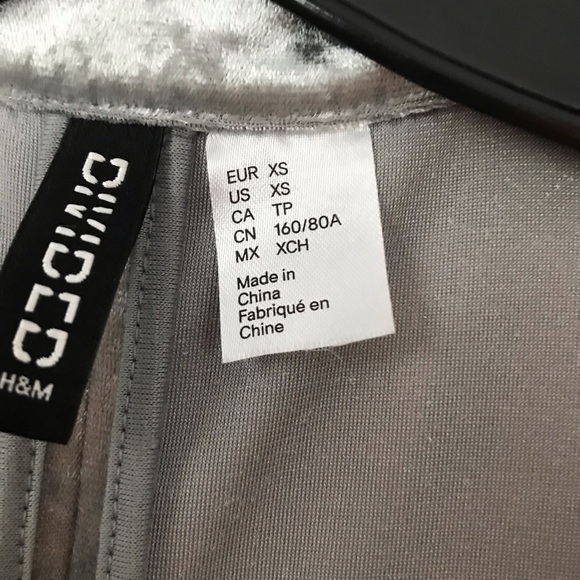 DIVIDED
H&M
EUR XS
US XS
CA TP
CN 160/80A
MX XCH
Made in
China
Fabriqué en
Chine